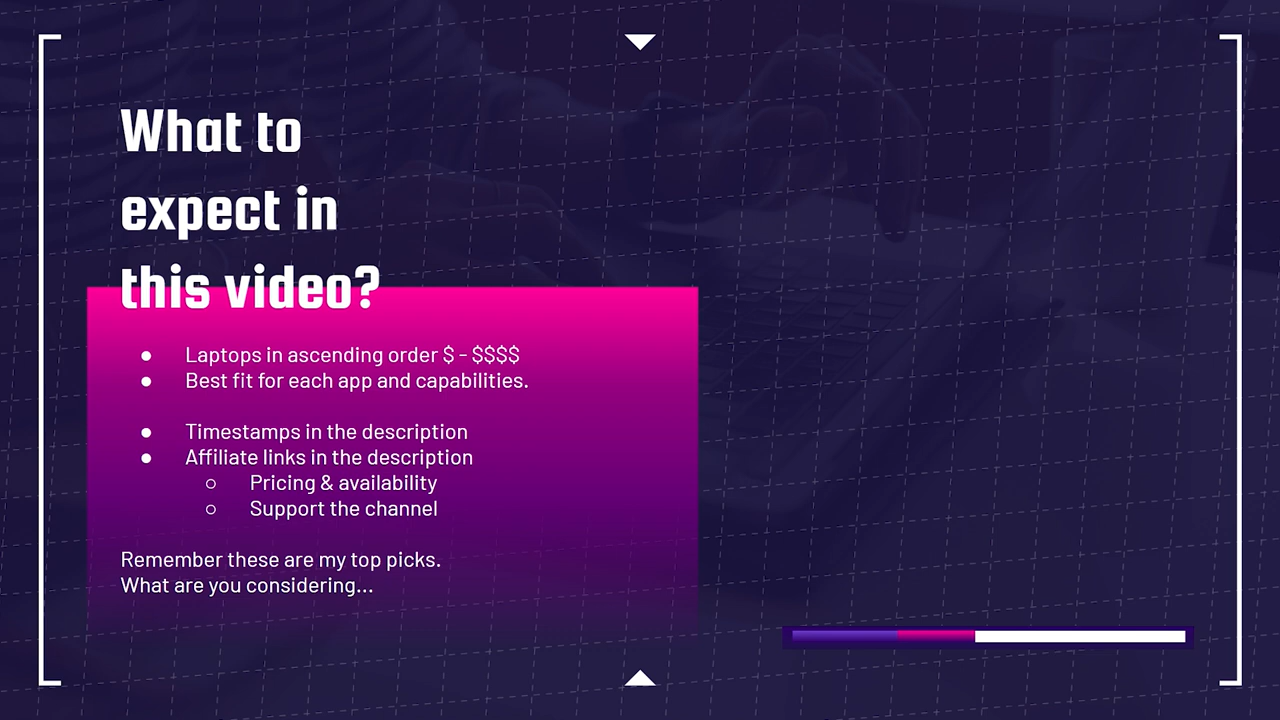 What to
expect in
this video?
● Laptops in ascending order $ - $$$$
● Best fit for each app and capabilities.
● Timestamps in the description
● Affiliate links in the description
○ Pricing & availability
○ Support the channel
Remember these are my top picks.
What are you considering...